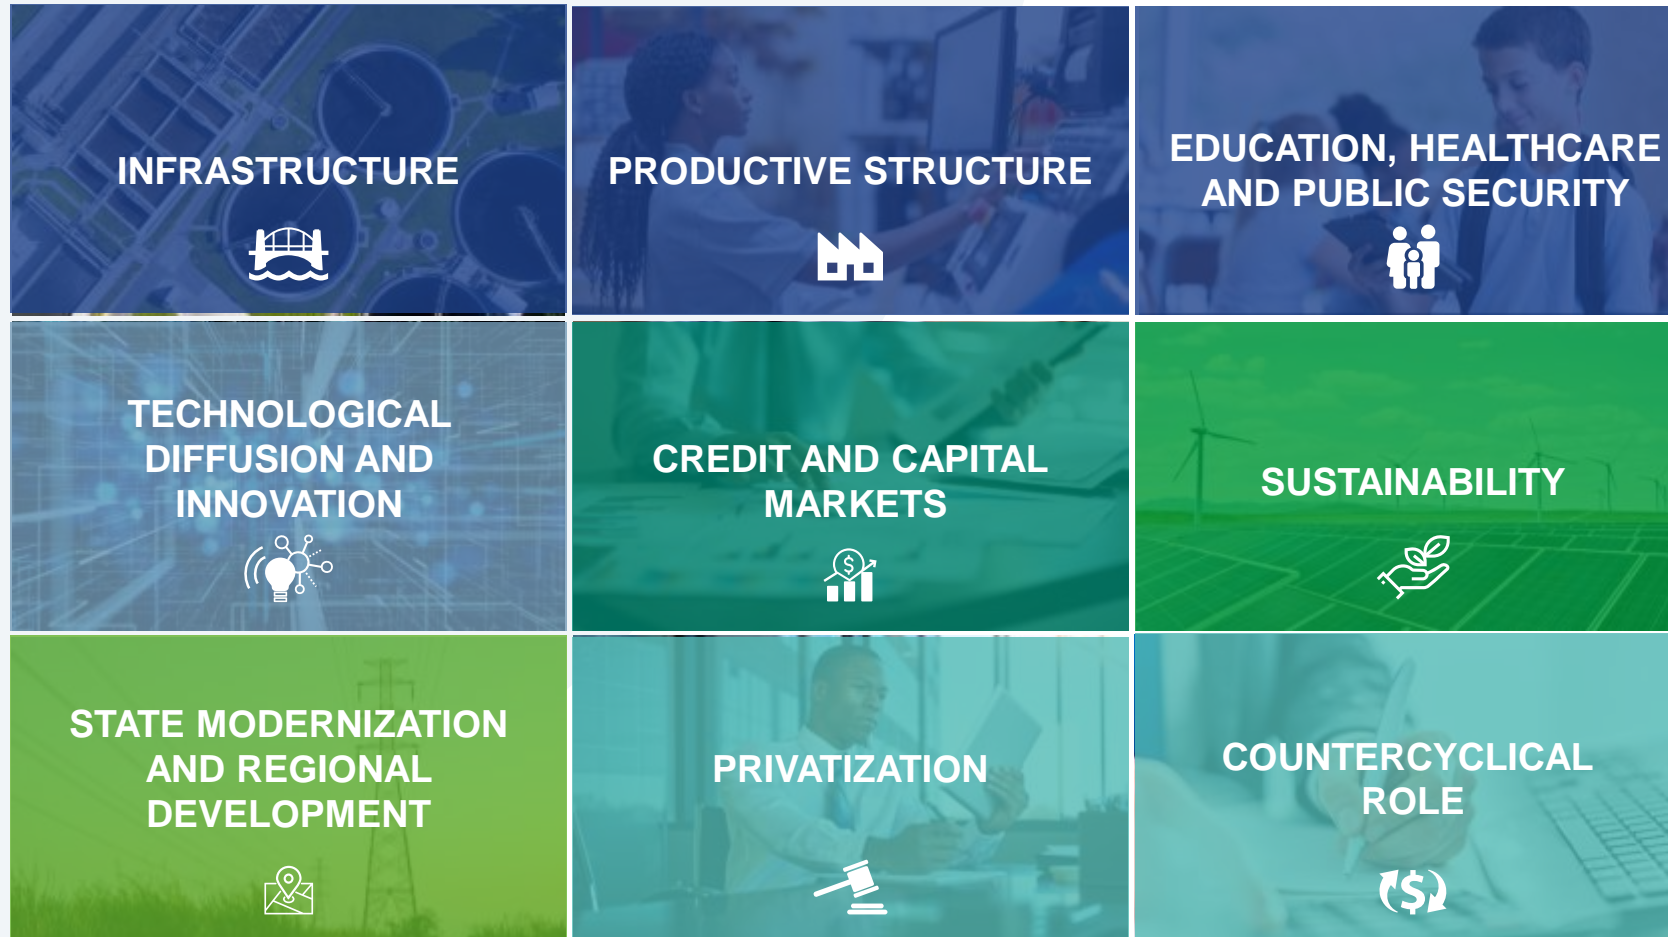 INFRASTRUCTURE
PRODUCTIVE STRUCTURE
EDUCATION, HEALTHCARE
AND PUBLIC SECURITY
TECHNOLOGICAL
DIFFUSION AND
INNOVATION
CREDIT AND CAPITAL
MARKETS
$
SUSTAINABILITY
STATE MODERNIZATION
AND REGIONAL
DEVELOPMENT
PRIVATIZATION
COUNTERCYCLICAL
ROLE
$